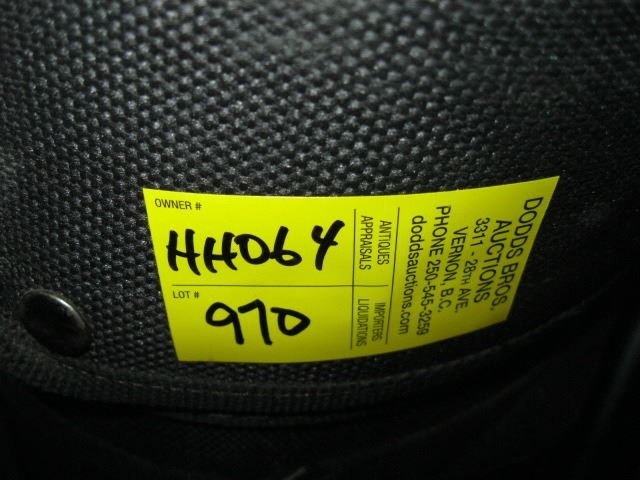 OWNER #
HH064
LOT #
970
ANTIQUES
APPRAISALS
IMPORTERS
LIQUIDATIONS
DODDS BROS.
AUCTIONS
3311 - 28TH AVE.
VERNON, B.C.
PHONE 250-545-3259
doddsauctions.com